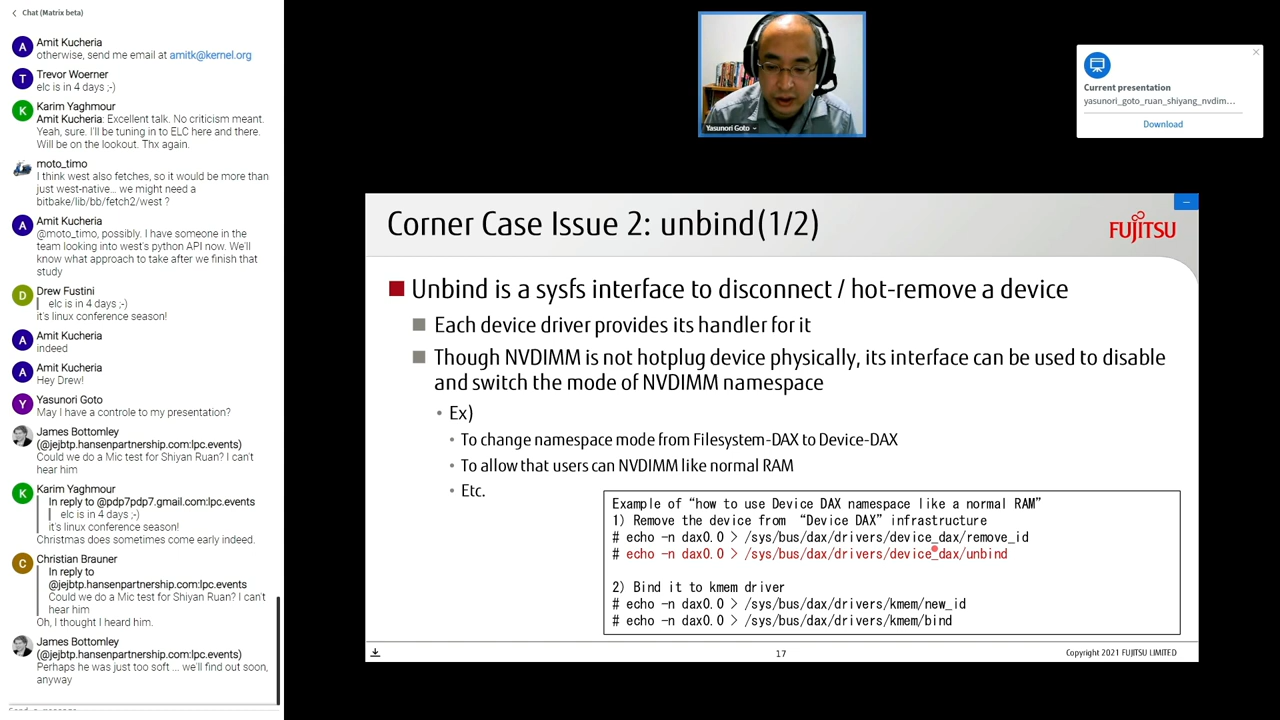 Chat (Matrix beta)
A
Amit Kucheria
otherwise, send me email at amitk@kernel.org
T
Trevor Woerner
elc is in 4 days ;-)
K
Karim Yaghmour
Amit Kucheria: Excellent talk. No criticism meant.
Yeah, sure. I'll be tuning in to ELC here and there.
Will be on the lookout. Thx again.
moto_timo
I think west also fetches, so it would be more than
just west-native... we might need a
bitbake/lib/bb/fetch2/west ?
A
Amit Kucheria
@moto_timo, possibly. I have someone in the
team looking into west's python API now. We'll
know what approach to take after we finish that
study
D
Drew Fustini
elc is in 4 days ;-)
it's linux conference season!
A
Amit Kucheria
indeed
A
Amit Kucheria
Hey Drew!
Y
Yasunori Goto
May I have a controle to my presentation?
James Bottomley
(@jejbtp.hansenpartnership.com:lpc.events)
Could we do a Mic test for Shiyan Ruan? I can't
hear him
K
Karim Yaghmour
In reply to @pdp7pdp7.gmail.com:lpc.events
elc is in 4 days ;-)
it's linux conference season!
Christmas does sometimes come early indeed.
C
Christian Brauner
In reply to
@jejbtp.hansenpartnership.com:lpc.events
Could we do a Mic test for Shiyan Ruan? I can't
hear him
Oh, I thought I heard him.
James Bottomley
(@jejbtp.hansenpartnership.com:lpc.events)
Perhaps he was just too soft ... we'll find out soon,
anyway
Yasunori Goto
Current presentation
yasunori_goto_ruan_shiyang_nvdim...
Download
Corner Case Issue 2: unbind(1/2)
FUJITSU
Unbind is a sysfs interface to disconnect / hot-remove a device
Each device driver provides its handler for it
Though NVDIMM is not hotplug device physically, its interface can be used to disable
and switch the mode of NVDIMM namespace
• Ex)
• To change namespace mode from Filesystem-DAX to Device-DAX
• To allow that users can NVDIMM like normal RAM
• Etc.
Example of “how to use Device DAX namespace like a normal RAM”
1) Remove the device from “Device DAX” infrastructure
# echo -n dax0.0 > /sys/bus/dax/drivers/device_dax/remove_id
# echo -n dax0.0 > /sys/bus/dax/drivers/device_dax/unbind
2) Bind it to kmem driver
# echo -n dax0.0 > /sys/bus/dax/drivers/kmem/new_id
# echo -n dax0.0 > /sys/bus/dax/drivers/kmem/bind
17
Copyright 2021 FUJITSU LIMITED